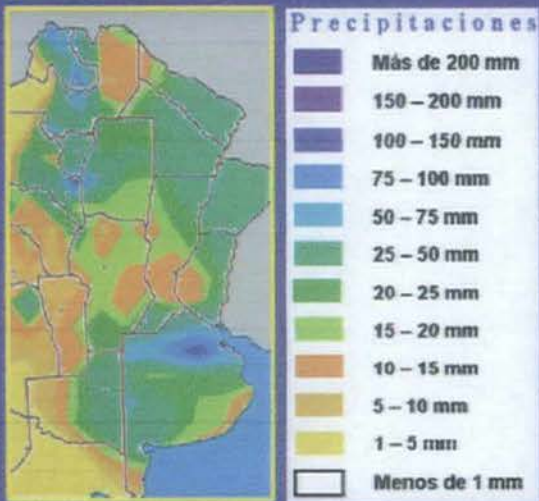 Precipitaciones
Más de 200 mm
150 – 200 mm
100 – 150 mm
75 – 100 mm
50 – 75 mm
25 – 50 mm
20 – 25 mm
15 – 20 mm
10 – 15 mm
5 – 10 mm
1 – 5 mm
Menos de 1 mm